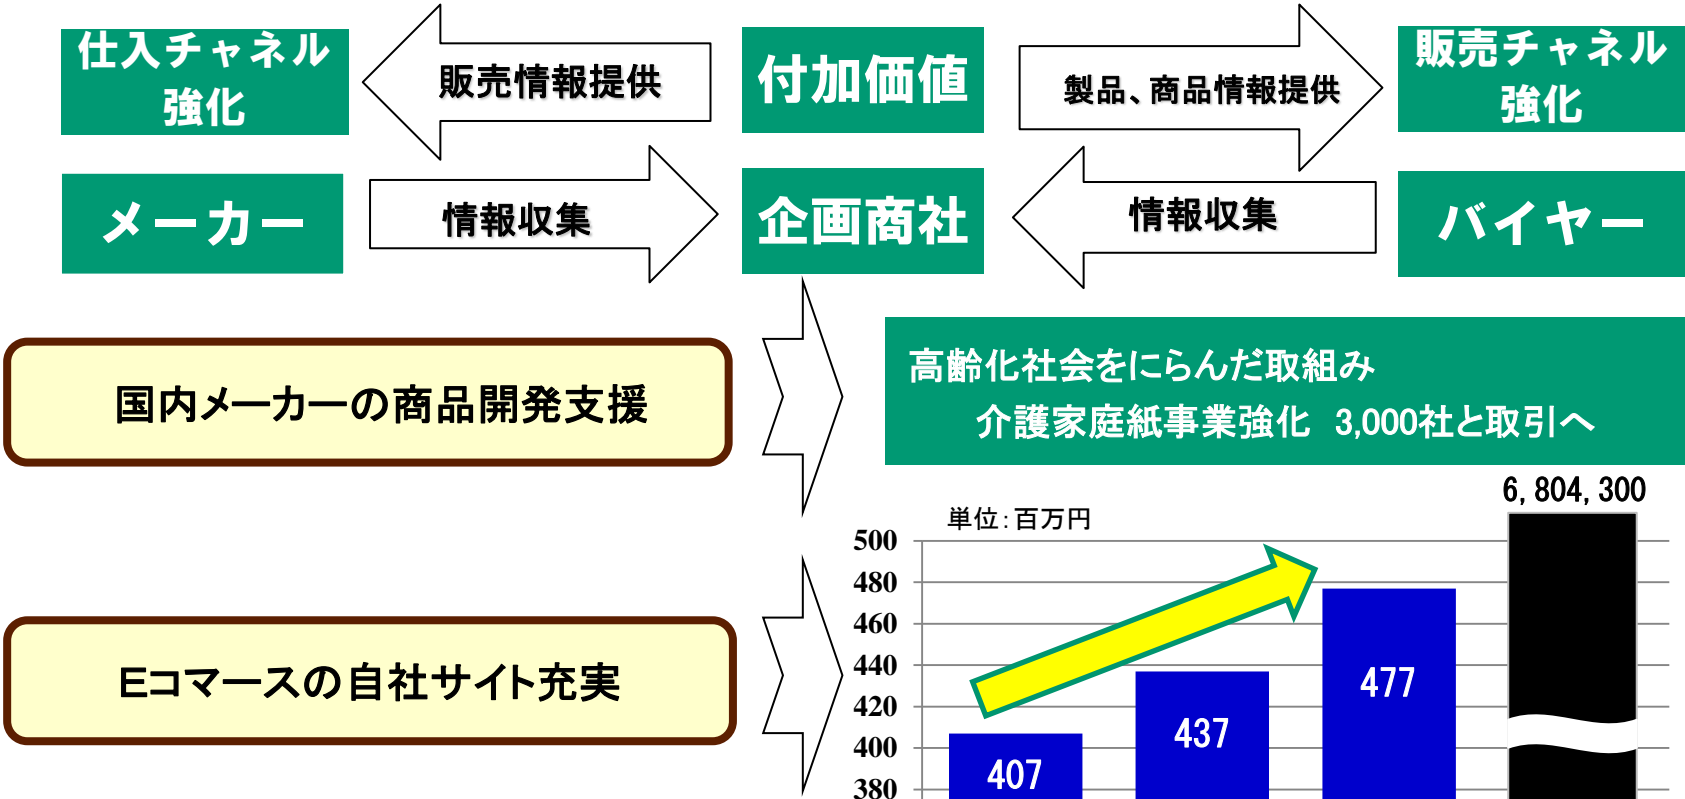 仕入チャネル
強化
販売情報提供
付加価値
製品、商品情報提供
販売チャネル
強化
メーカー
情報収集
企画商社
情報収集
バイヤー
国内メーカーの商品開発支援
高齢化社会をにらんだ取組み
介護家庭紙事業強化 3,000社と取引へ
Eコマースの自社サイト充実
単位：百万円
6,804,300
500
480
460
440
420
400
380
407
437
477